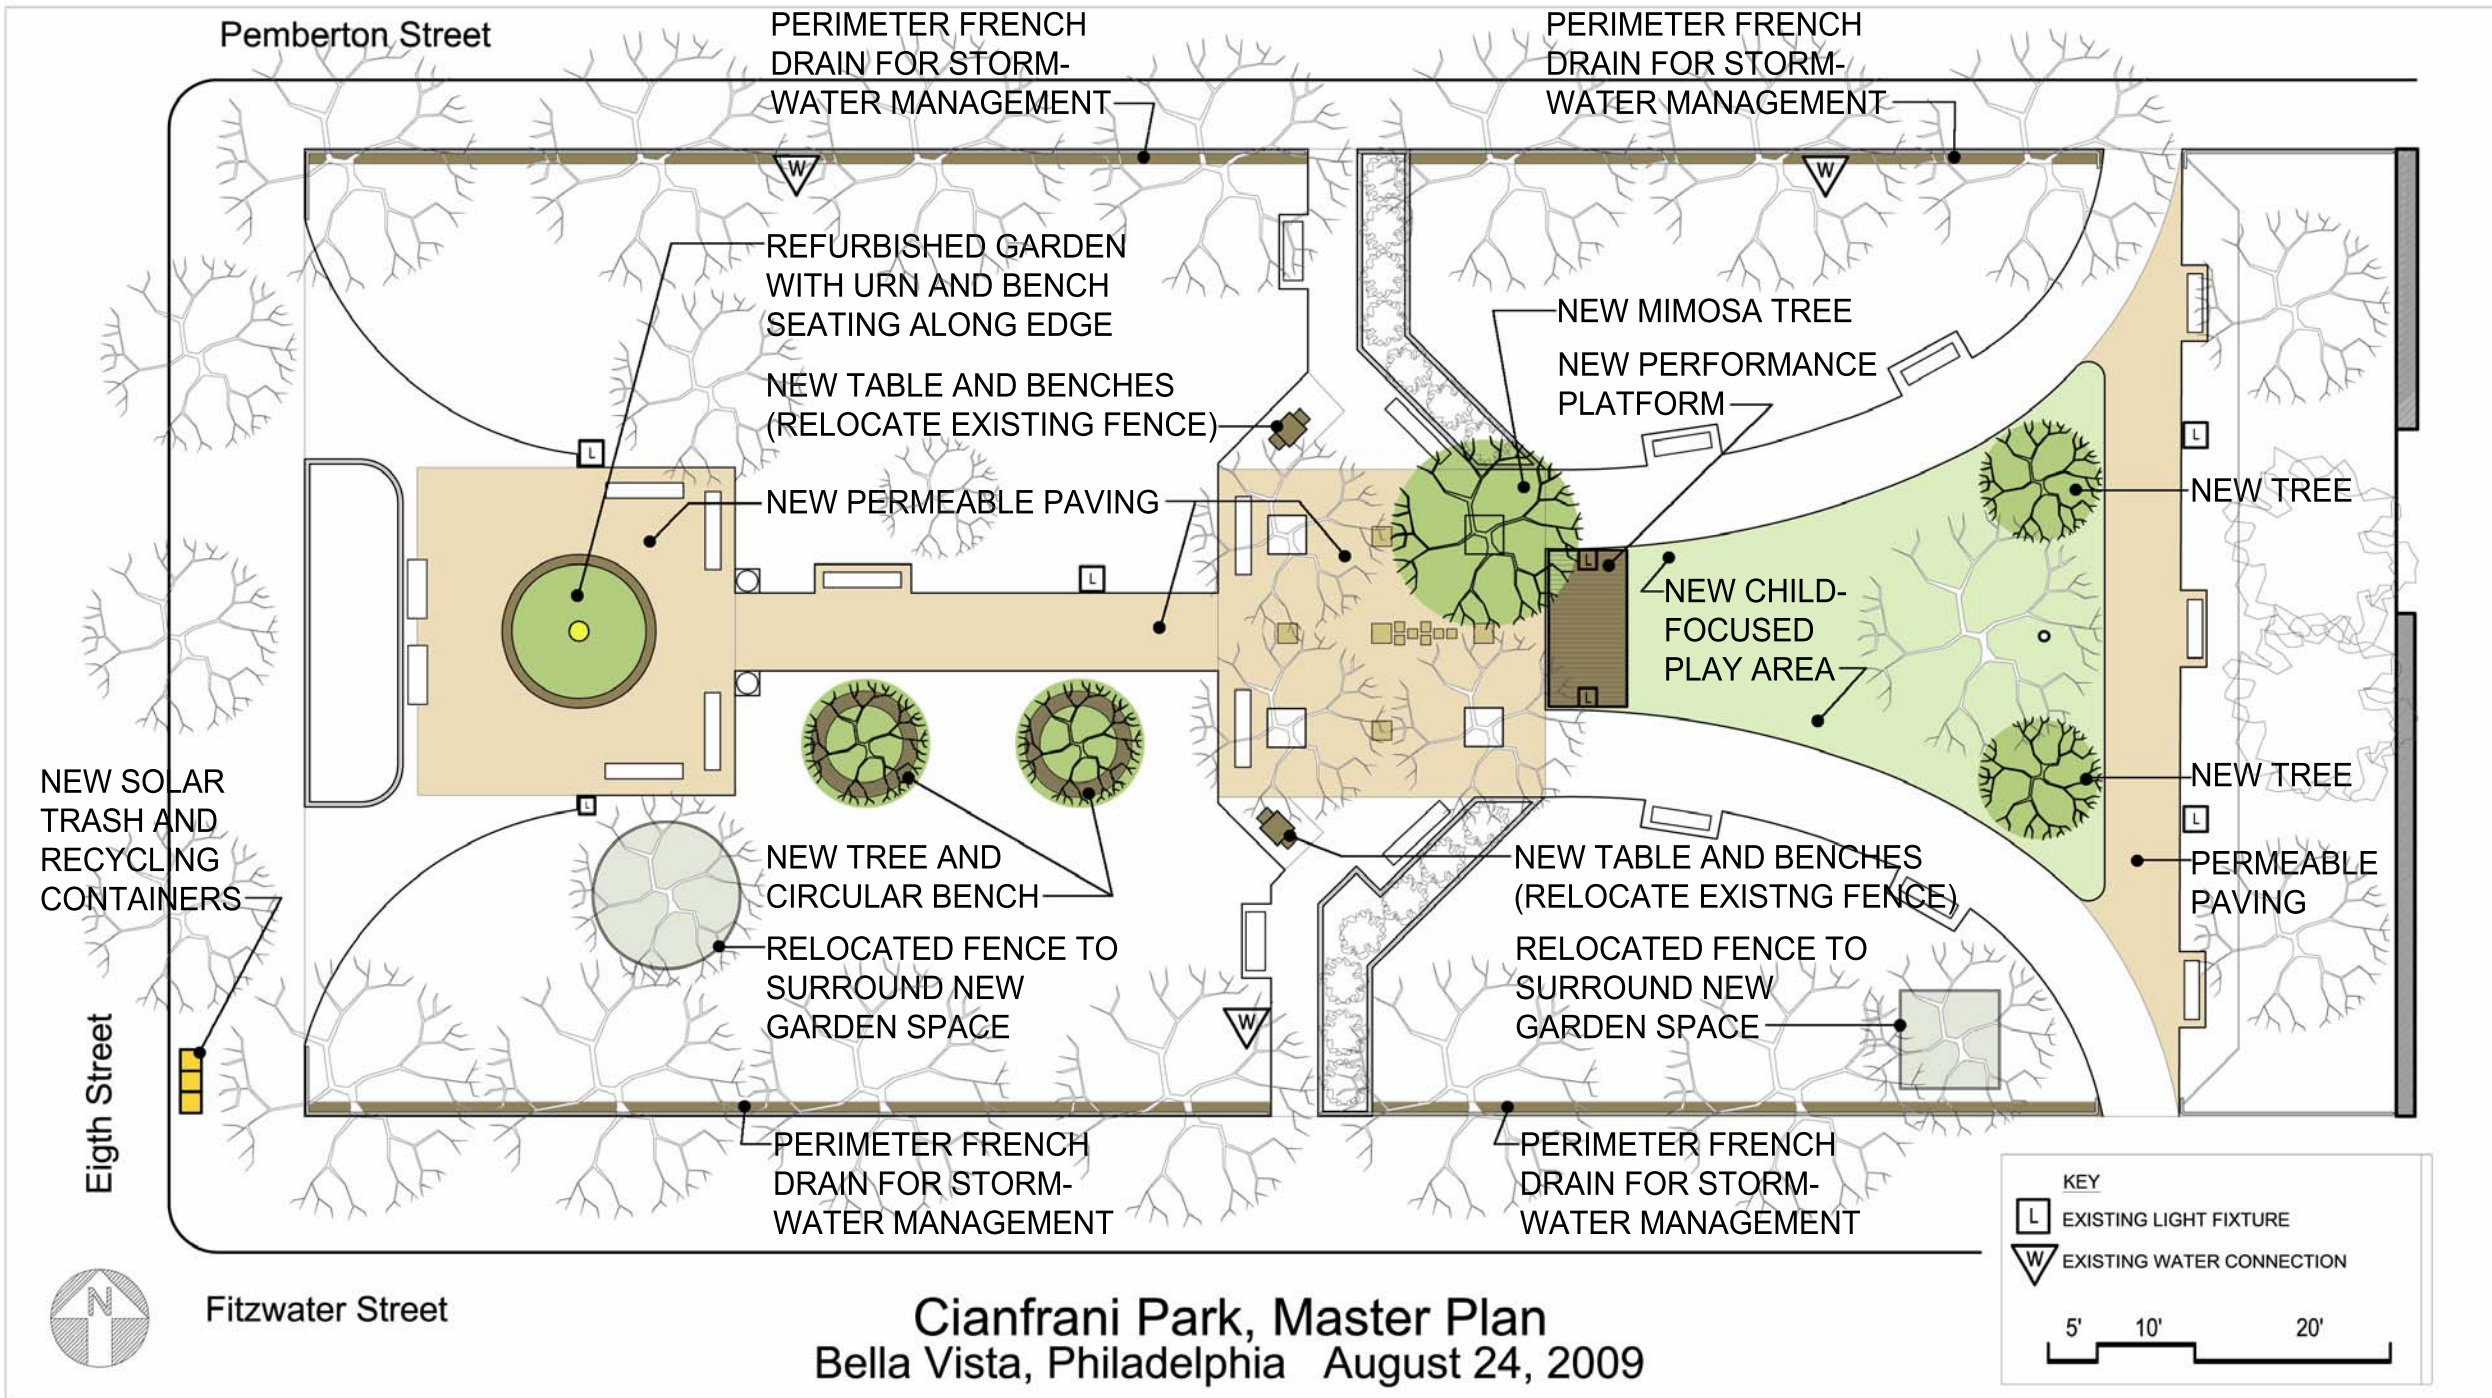 Pemberton Street
PERIMETER FRENCH
DRAIN FOR STORM-
WATER MANAGEMENT
PERIMETER FRENCH
DRAIN FOR STORM-
WATER MANAGEMENT
W
W
REFURBISHED GARDEN
WITH URN AND BENCH
SEATING ALONG EDGE
NEW MIMOSA TREE
NEW PERFORMANCE
PLATFORM
NEW TABLE AND BENCHES
(RELOCATE EXISTING FENCE)
L
L
NEW PERMEABLE PAVING
NEW TREE
L
L
NEW CHILD-
FOCUSED
PLAY AREA
L
NEW SOLAR
TRASH AND
RECYCLING
CONTAINERS
L
NEW TREE
L
NEW TREE AND
CIRCULAR BENCH
NEW TABLE AND BENCHES
(RELOCATE EXISTNG FENCE)
PERMEABLE
PAVING
RELOCATED FENCE TO
SURROUND NEW
GARDEN SPACE
RELOCATED FENCE TO
SURROUND NEW
GARDEN SPACE
W
Eigth Street
PERIMETER FRENCH
DRAIN FOR STORM-
WATER MANAGEMENT
PERIMETER FRENCH
DRAIN FOR STORM-
WATER MANAGEMENT
KEY
L EXISTING LIGHT FIXTURE
W EXISTING WATER CONNECTION
5' 10' 20'
N
Fitzwater Street
Cianfrani Park, Master Plan
Bella Vista, Philadelphia August 24, 2009